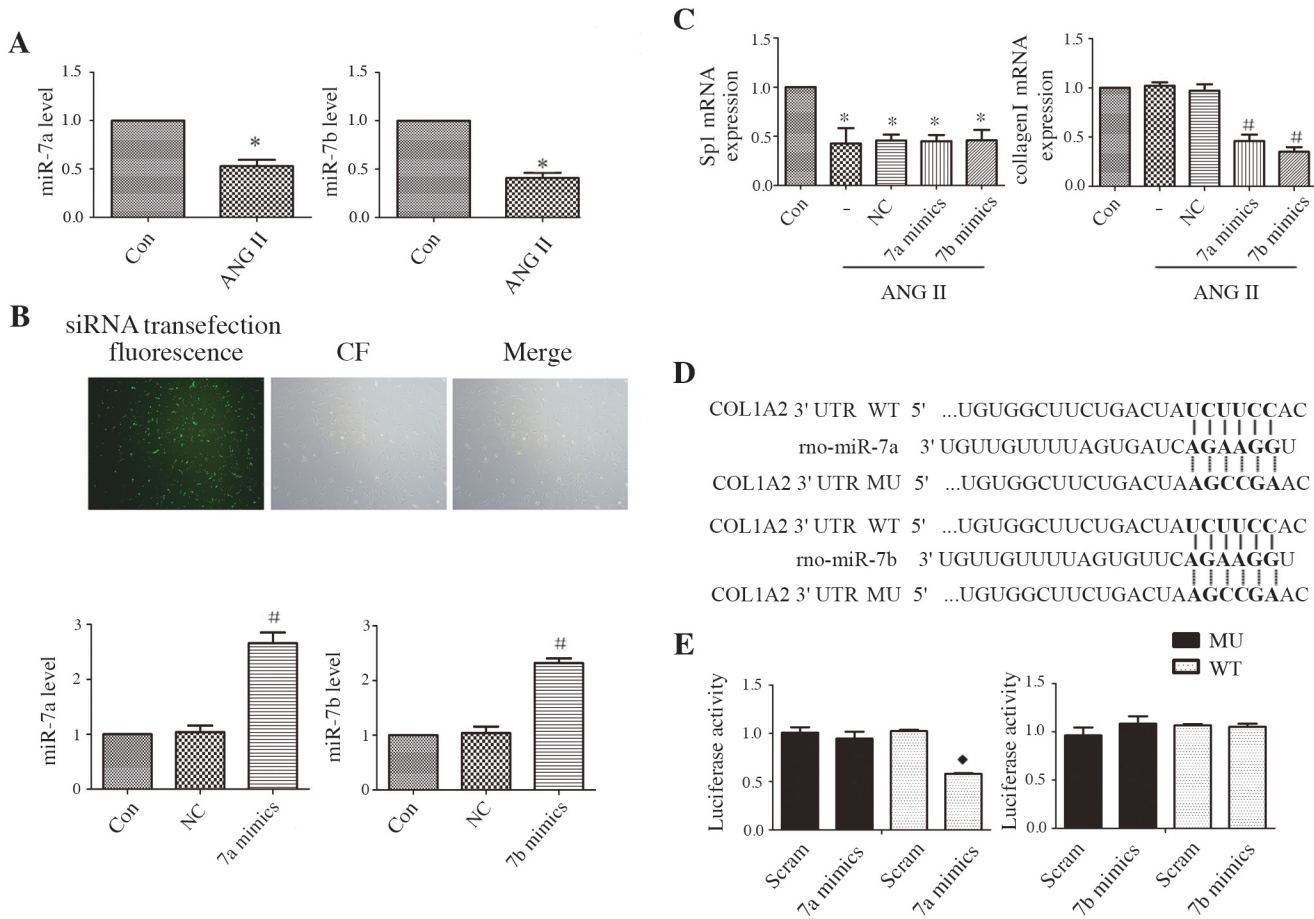 A
miR-7a level
1.5
1.0
0.5
0.0
Con
ANG II
*
miR-7b level
1.5
1.0
0.5
0.0
Con
ANG II
*
B
siRNA transefection
fluorescence
CF
Merge
miR-7a level
3
2
1
0
Con
NC
7a mimics
#
miR-7b level
3
2
1
0
Con
NC
7b mimics
#
C
Sp1 mRNA
expression
1.5
1.0
0.5
0.0
* * * *
Con
-
NC
7a mimics
7b mimics
ANG II
collagen I mRNA
expression
1.5
1.0
0.5
0.0
# #
Con
-
NC
7a mimics
7b mimics
ANG II
D
COL1A2 3' UTR WT 5' ...UGUGGCUUCUGACUAUCUUCCAC
rno-miR-7a 3' UGUUGUUUUAGUGAUCAGAAGGU
COL1A2 3' UTR MU 5' ...UGUGGCUUCUGACUAAGCCGAAC
COL1A2 3' UTR WT 5' ...UGUGGCUUCUGACUAUCUUCCAC
rno-miR-7b 3' UGUUGUUUUAGUGUUCAGAAGGU
COL1A2 3' UTR MU 5' ...UGUGGCUUCUGACUAAGCCGAAC
E
MU
WT
Luciferase activity
1.5
1.0
0.5
0.0
Scram
7a mimics
Scram
7a mimics
◆
Luciferase activity
1.5
1.0
0.5
0.0
Scram
7b mimics
Scram
7b mimics